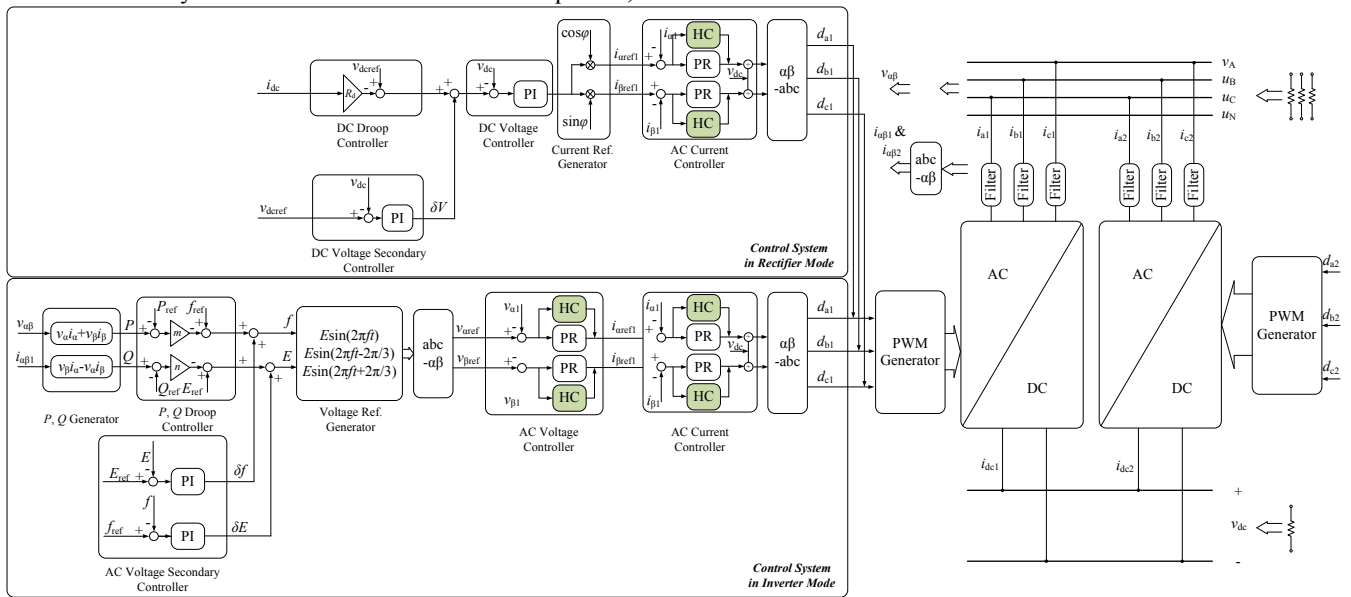 cosφ
i_α1
HC
i_dc
v_dcref
R_d
v_dc
PI
i_αref1
PR
v_dc
αβ
-abc
d_a1
i_βref1
PR
d_b1
DC Droop
Controller
DC Voltage
Controller
sinφ
i_β1
HC
d_c1
Current Ref.
Generator
AC Current
Controller
v_dcref
v_dc
PI
δV
DC Voltage Secondary
Controller
Control System
in Rectifier Mode
v_αβ
v_αi_α+v_βi_β
P
P_ref
m
f_ref
f
i_αβ1
v_βi_α-v_αi_β
Q
n
Q_ref
E_ref
E
P, Q Generator
P, Q Droop
Controller
Esin(2πft)
Esin(2πft-2π/3)
Esin(2πft+2π/3)
Voltage Ref.
Generator
abc
-αβ
v_αref
v_βref
v_α1
HC
PR
PR
HC
v_β1
AC Voltage
Controller
i_αref1
i_βref1
i_α1
HC
PR
v_dc
PR
HC
i_β1
AC Current
Controller
αβ
-abc
d_a1
d_b1
d_c1
E
E_ref
PI
δf
f
f_ref
PI
δE
AC Voltage Secondary
Controller
Control System
in Inverter Mode
PWM
Generator
v_αβ
i_αβ1 &
i_αβ2
abc
-αβ
v_A
u_B
u_C
u_N
i_a1
i_b1
i_c1
i_a2
i_b2
i_c2
Filter
Filter
Filter
Filter
Filter
Filter
AC
DC
AC
DC
PWM
Generator
d_a2
d_b2
d_c2
i_dc1
i_dc2
+
v_dc
-